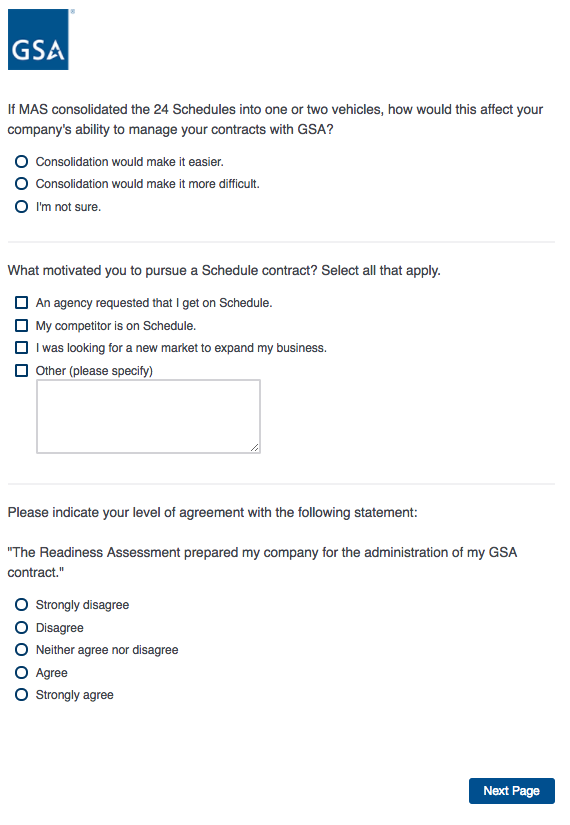 GSA
If MAS consolidated the 24 Schedules into one or two vehicles, how would this affect your
company's ability to manage your contracts with GSA?
Consolidation would make it easier.
Consolidation would make it more difficult.
I'm not sure.
What motivated you to pursue a Schedule contract? Select all that apply.
An agency requested that I get on Schedule.
My competitor is on Schedule.
I was looking for a new market to expand my business.
Other (please specify)
Please indicate your level of agreement with the following statement:
"The Readiness Assessment prepared my company for the administration of my GSA
contract."
Strongly disagree
Disagree
Neither agree nor disagree
Agree
Strongly agree
Next Page